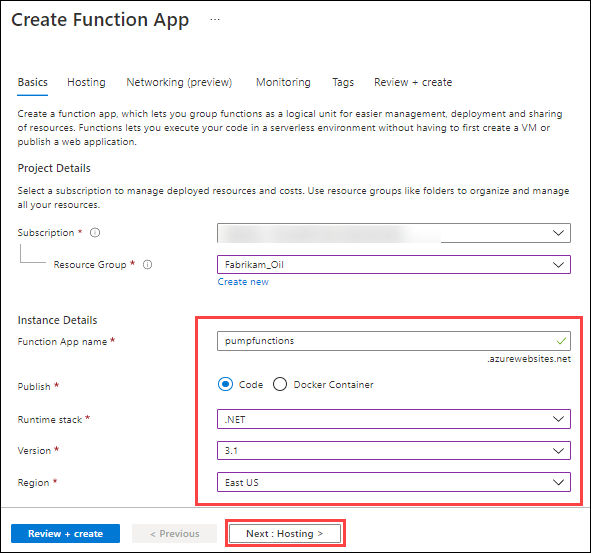 Create Function App ...
Basics Hosting Networking (preview) Monitoring Tags Review + create
Create a function app, which lets you group functions as a logical unit for easier management, deployment and sharing
of resources. Functions lets you execute your code in a serverless environment without having to first create a VM or
publish a web application.
Project Details
Select a subscription to manage deployed resources and costs. Use resource groups like folders to organize and manage
all your resources.
Subscription *
Resource Group * Fabrikam_Oil
Create new
Instance Details
Function App name * pumpfunctions
.azurewebsites.net
Publish * Code Docker Container
Runtime stack * .NET
Version * 3.1
Region * East US
Review + create < Previous Next : Hosting >